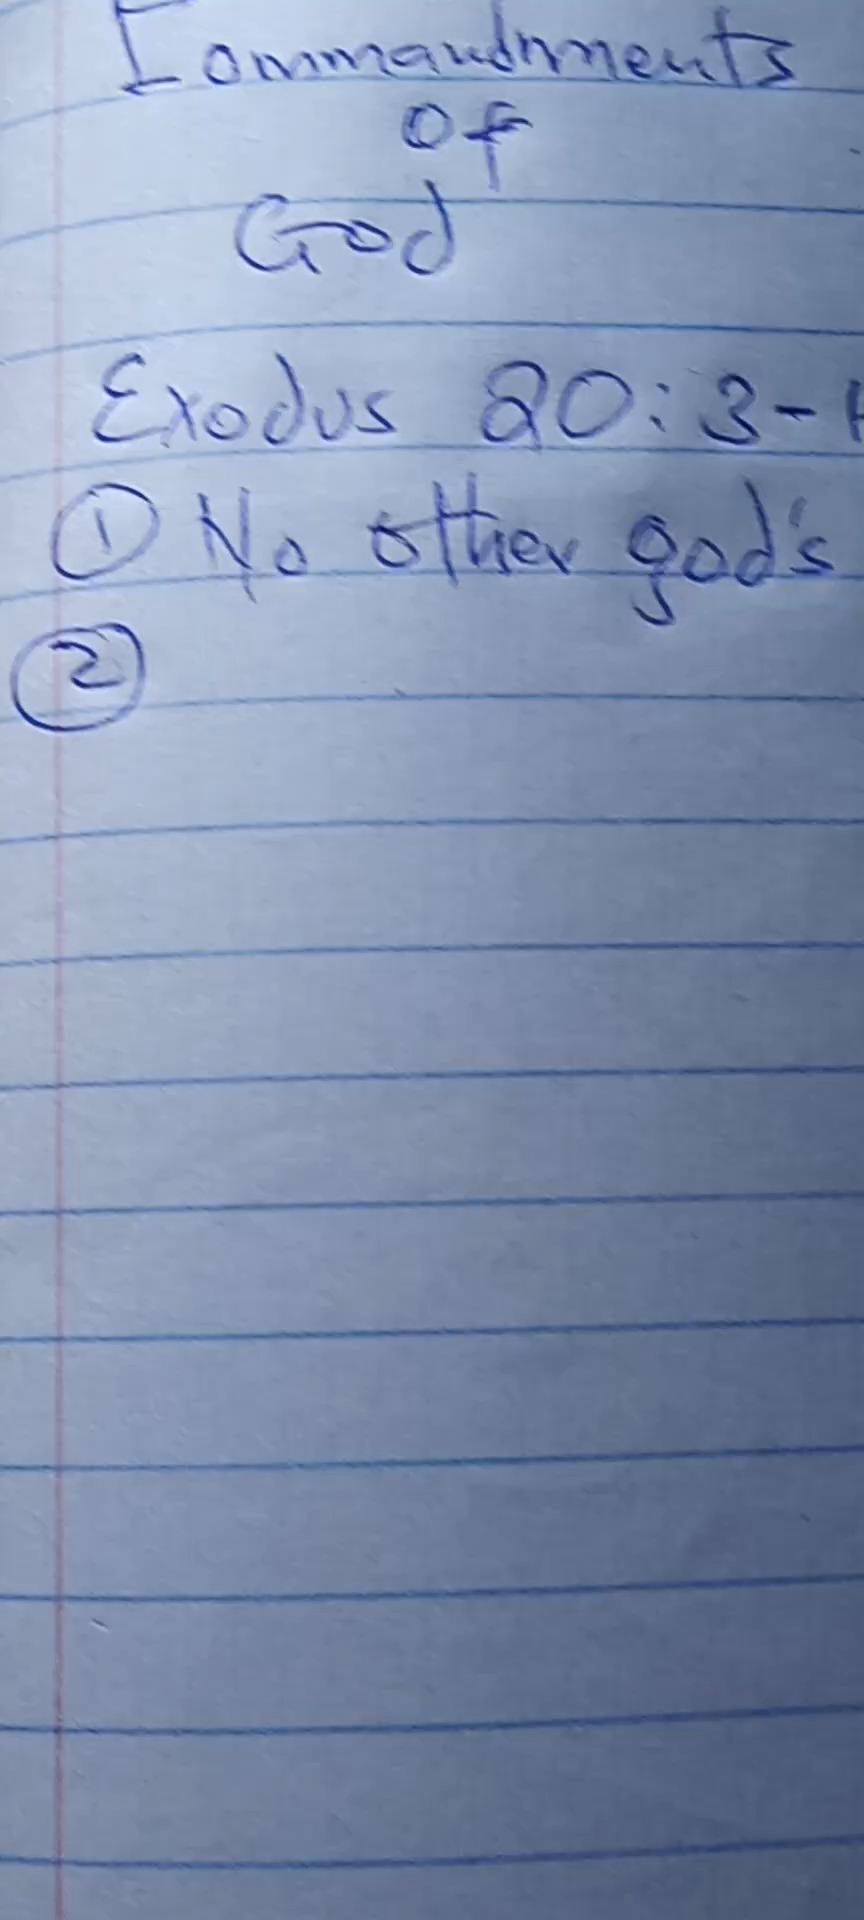 Commandments
of
God
Exodus 20:3-
① No other god's
②